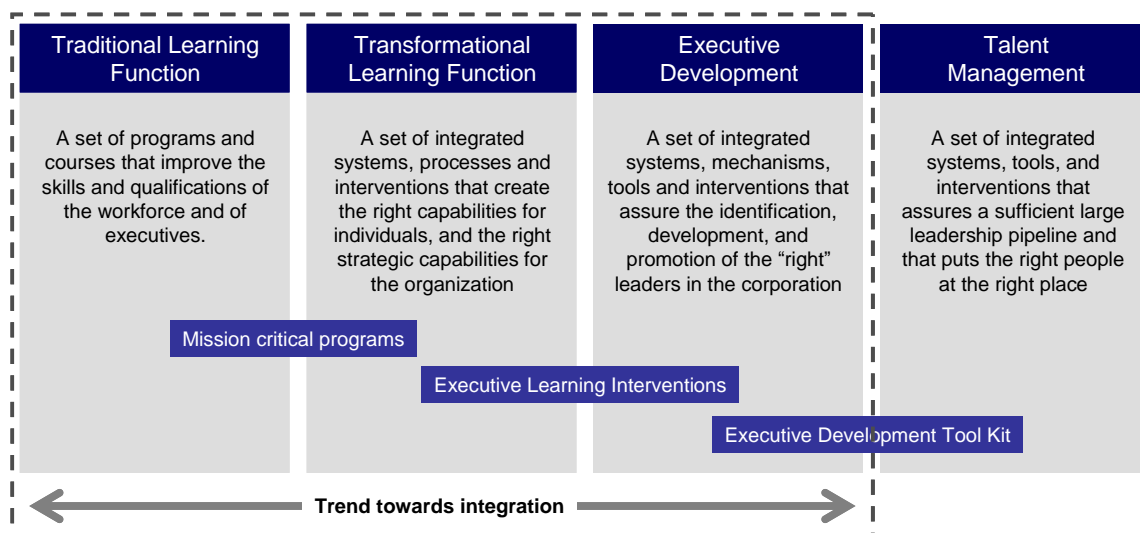 Traditional Learning
Function
A set of programs and
courses that improve the
skills and qualifications of
the workforce and of
executives.
Transformational
Learning Function
A set of integrated
systems, processes and
interventions that create
the right capabilities for
individuals, and the right
strategic capabilities for
the organization
Executive
Development
A set of integrated
systems, mechanisms,
tools and interventions that
assure the identification,
development, and
promotion of the “right”
leaders in the corporation
Talent
Management
A set of integrated
systems, tools, and
interventions that
assures a sufficient large
leadership pipeline and
that puts the right people
at the right place
Mission critical programs
Executive Learning Interventions
Executive Development Tool Kit
Trend towards integration